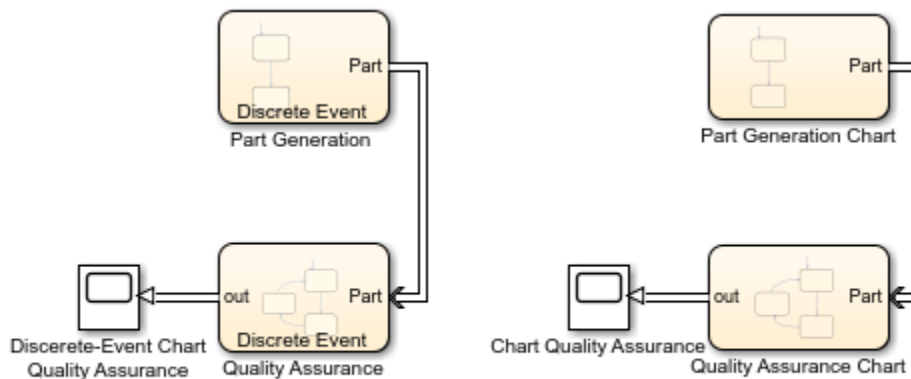 Part
Discrete Event
Part Generation
Part
Part Generation Chart
out
Part
Discrete Event
Quality Assurance
Discerete-Event Chart
Quality Assurance
out
Part
Chart Quality Assurance
Quality Assurance Chart